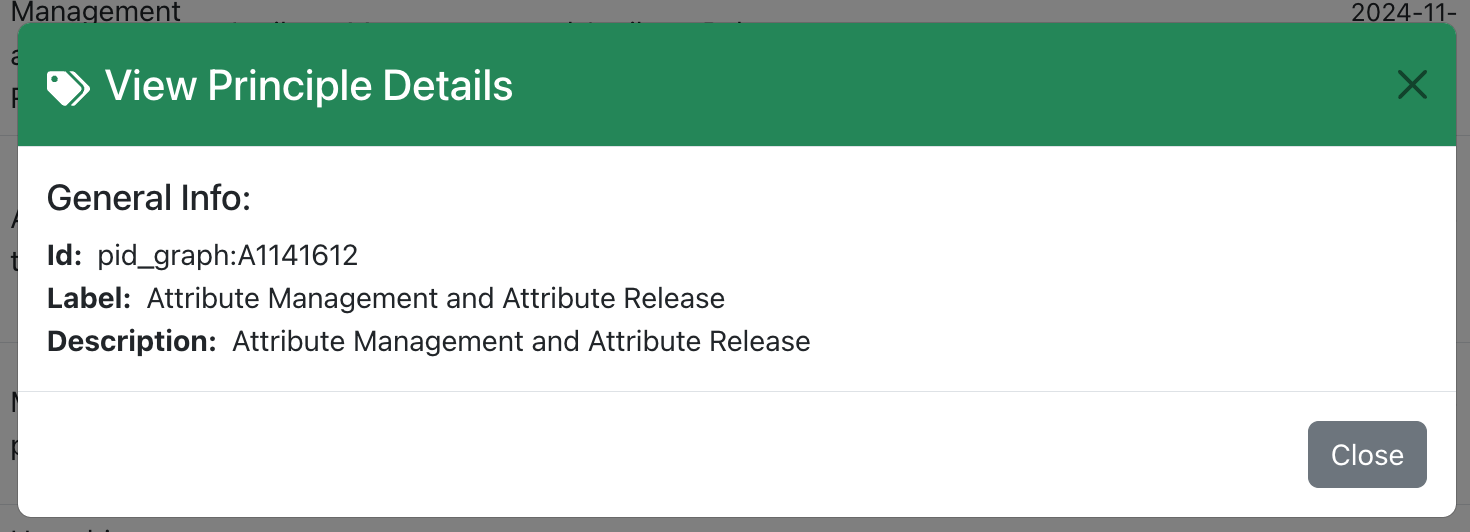 Management
2024-11-
View Principle Details
General Info:
Id: pid_graph:A1141612
Label: Attribute Management and Attribute Release
Description: Attribute Management and Attribute Release
Close